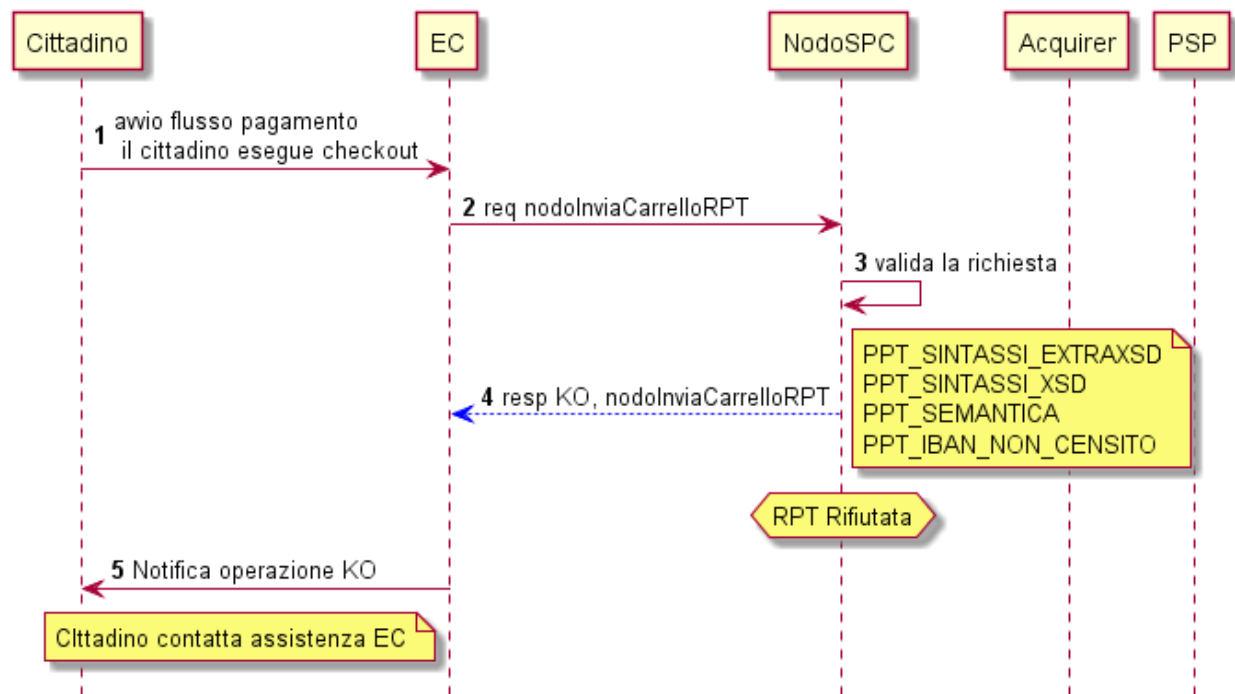 Cittadino
EC
NodoSPC
Acquirer
PSP
1 avvio flusso pagamento
il cittadino esegue checkout
2 req nodoInviaCarrelloRPT
3 valida la richiesta
PPT_SINTASSI_EXTRAXSD
PPT_SINTASSI_XSD
PPT_SEMANTICA
PPT_IBAN_NON_CENSITO
4 resp KO, nodoInviaCarrelloRPT
RPT Rifiutata
5 Notifica operazione KO
CIttadino contatta assistenza EC